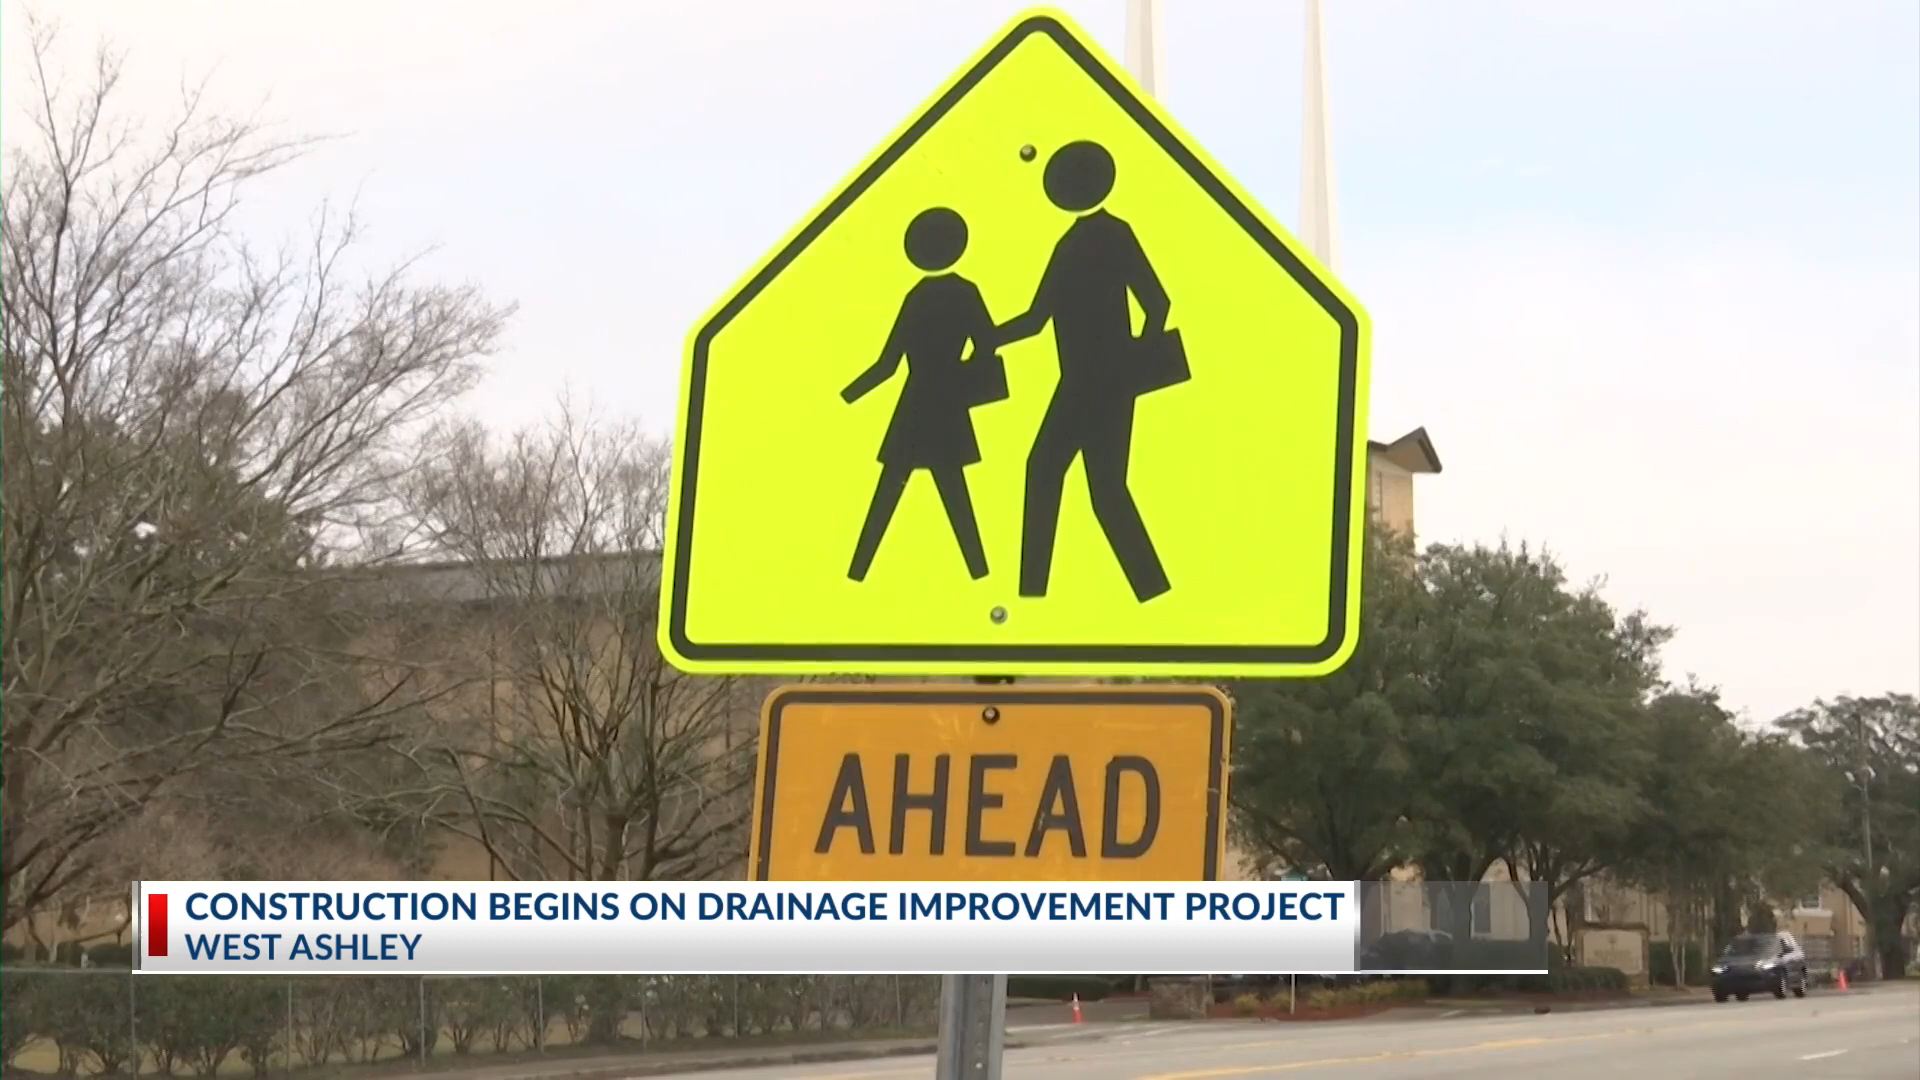 AHEAD
CONSTRUCTION BEGINS ON DRAINAGE IMPROVEMENT PROJECT
WEST ASHLEY